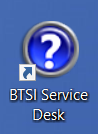 ?
BTSI Service
Desk